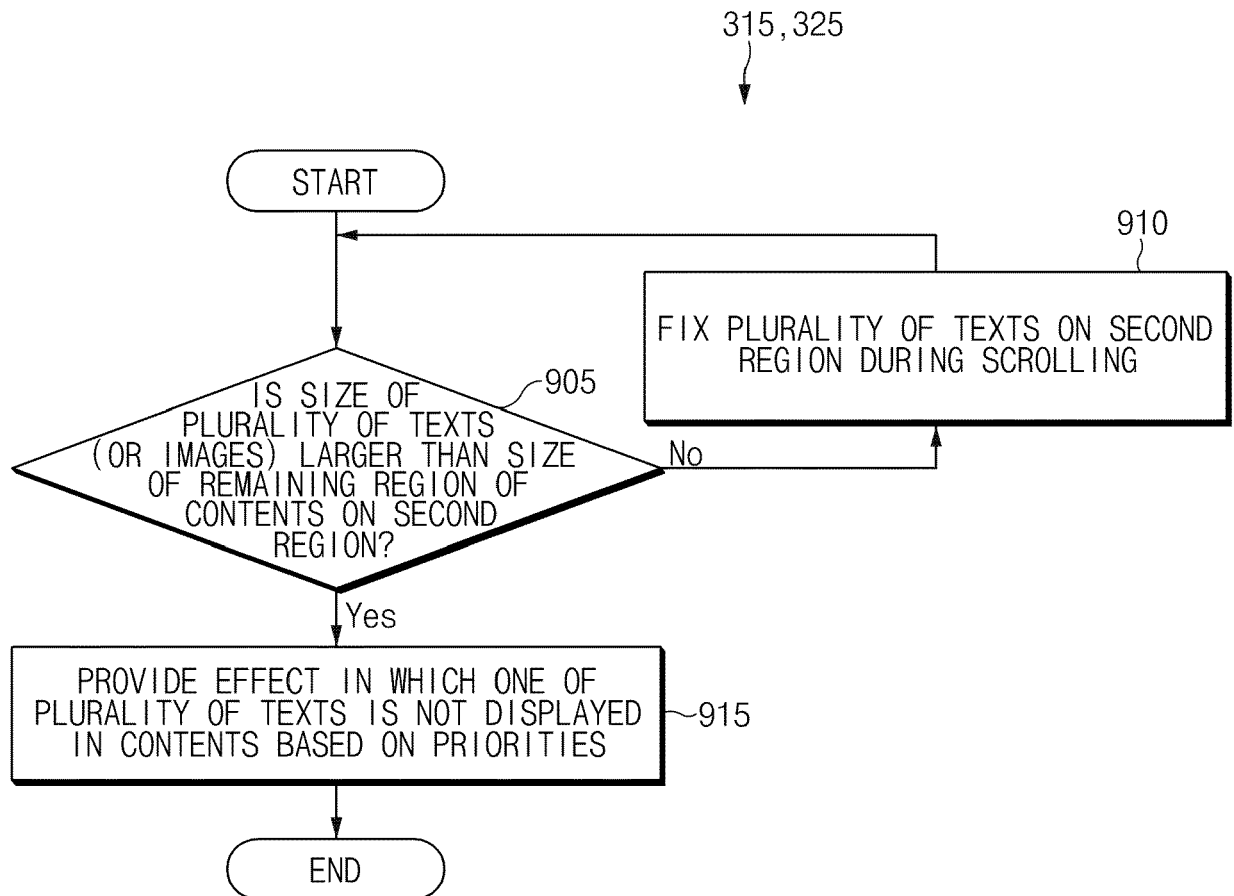 315,325
START
910
FIX PLURALITY OF TEXTS ON SECOND
REGION DURING SCROLLING
905
IS SIZE OF
PLURALITY OF TEXTS
(OR IMAGES) LARGER THAN SIZE
OF REMAINING REGION OF
CONTENTS ON SECOND
REGION?
No
Yes
PROVIDE EFFECT IN WHICH ONE OF
PLURALITY OF TEXTS IS NOT DISPLAYED
IN CONTENTS BASED ON PRIORITIES
915
END